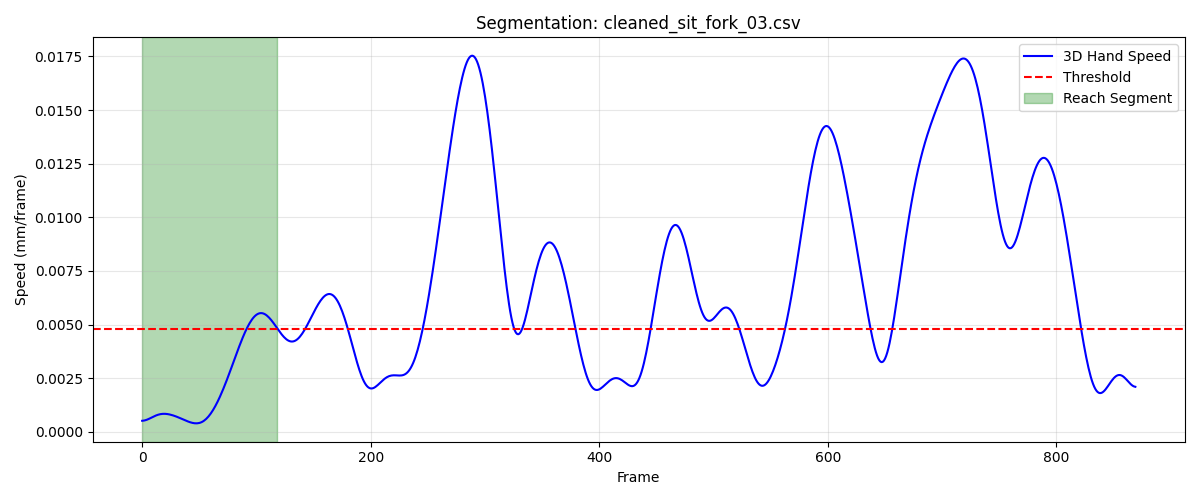 Segmentation: cleaned_sit_fork_03.csv
3D Hand Speed
Threshold
Reach Segment
Speed (mm/frame)
0.0175
0.0150
0.0125
0.0100
0.0075
0.0050
0.0025
0.0000
0 200 400 600 800
Frame